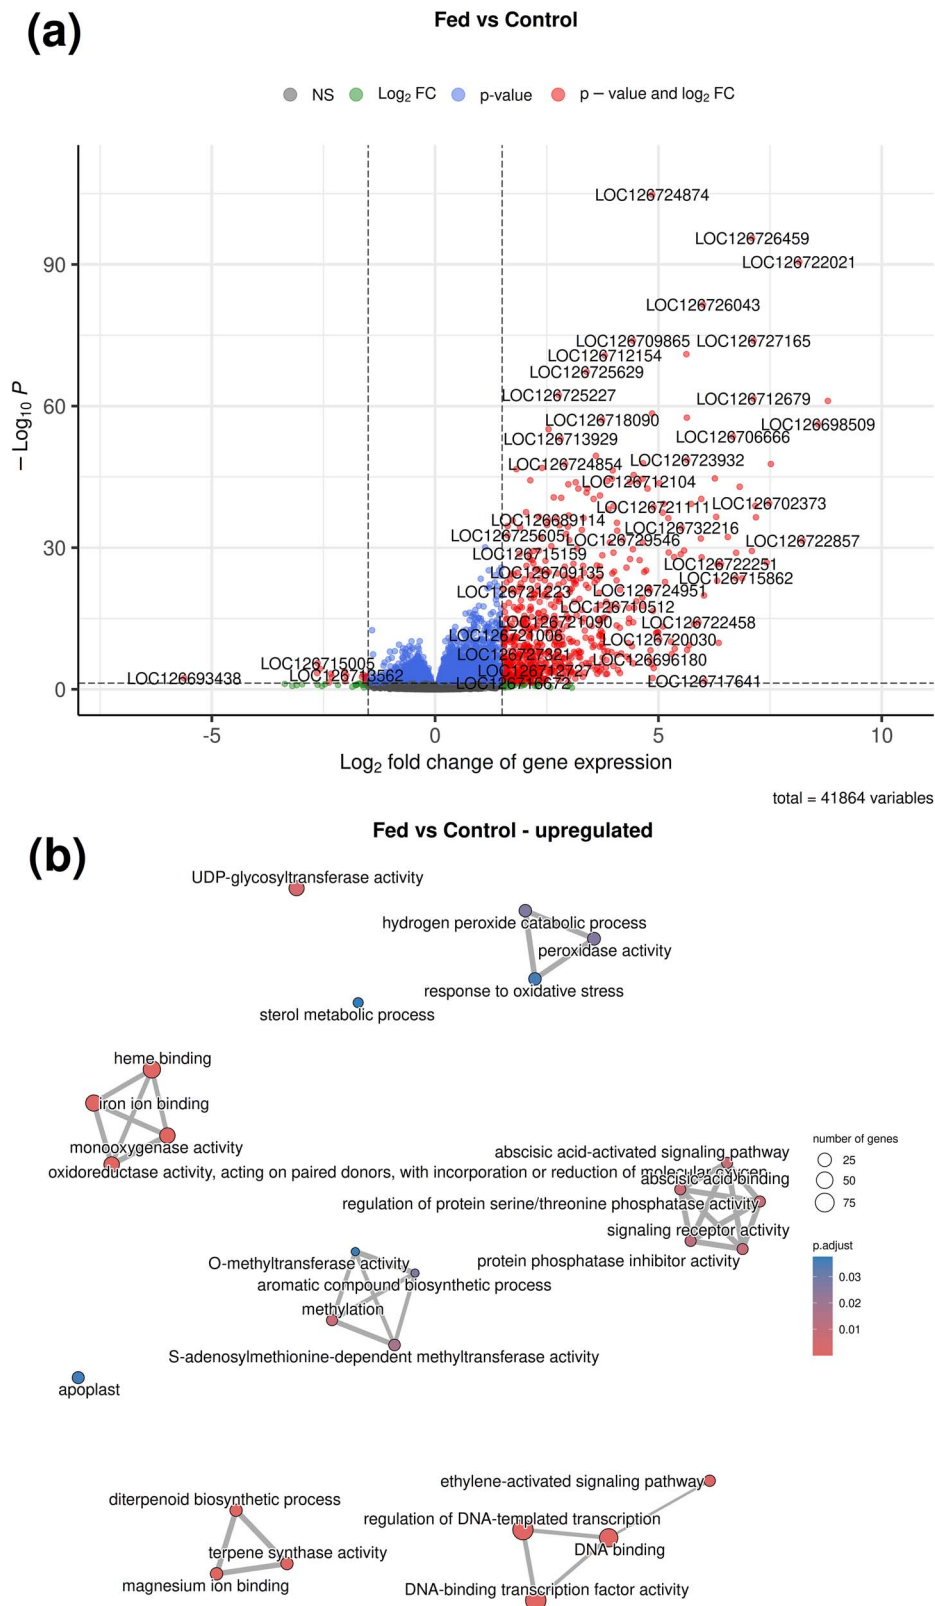 (a)
Fed vs Control
NS Log2 FC p-value p − value and log2 FC
LOC126724874
LOC126726459
90
LOC126722021
LOC126726043
LOC126709865 LOC126727165
LOC126712154
LOC126725629
LOC126725227 LOC126712679
60
LOC126718090 LOC126698509
LOC126713929 LOC126706666
LOC126724854 LOC126723932
LOC126712104
LOC126721111 LOC126702373
LOC126689114 LOC126732216
LOC126725605 LOC126729546 LOC126722857
30
LOC126715159
LOC126709135 LOC126722251
LOC126715862
LOC126721223 LOC126724951
LOC126710512
LOC126721090 LOC126722458
LOC126721006 LOC126720030
LOC126727321 LOC126696180
LOC126715005
LOC126693438 LOC126713562 LOC126712727
LOC126716672 LOC126717641
0
− Log10 P
-5 0 5 10
Log2 fold change of gene expression
total = 41864 variables
(b)
Fed vs Control - upregulated
UDP-glycosyltransferase activity
hydrogen peroxide catabolic process
peroxidase activity
response to oxidative stress
sterol metabolic process
heme binding
iron ion binding
monooxygenase activity
oxidoreductase activity, acting on paired donors, with incorporation or reduction of molecular oxygen
abscisic acid-activated signaling pathway
abscisic acid binding
regulation of protein serine/threonine phosphatase activity
signaling receptor activity
protein phosphatase inhibitor activity
number of genes
25
50
75
p.adjust
0.03
0.02
0.01
O-methyltransferase activity
aromatic compound biosynthetic process
methylation
S-adenosylmethionine-dependent methyltransferase activity
apoplast
ethylene-activated signaling pathway
diterpenoid biosynthetic process
regulation of DNA-templated transcription
terpene synthase activity
DNA binding
magnesium ion binding
DNA-binding transcription factor activity